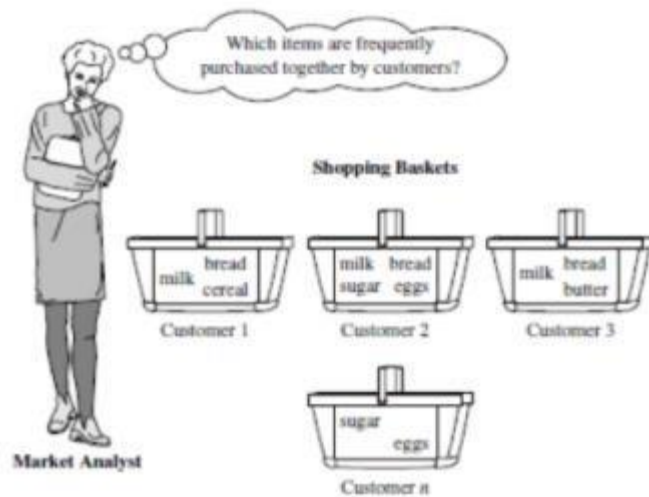 Which items are frequently
purchased together by customers?
Shopping Baskets
milk bread
cereal
Customer 1
milk bread
sugar eggs
Customer 2
milk bread
butter
Customer 3
sugar
eggs
Customer n
Market Analyst